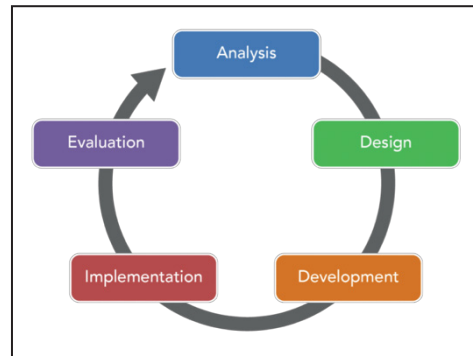 Analysis
Design
Development
Implementation
Evaluation